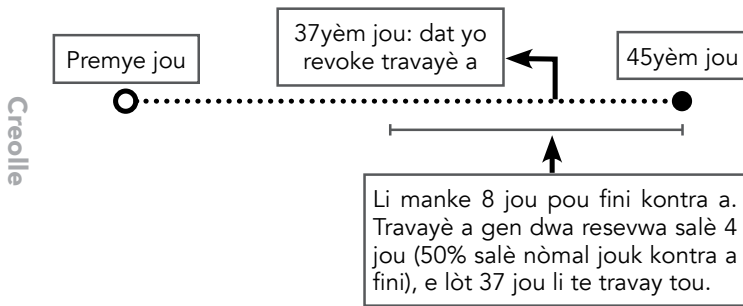 Premye jou
37yèm jou: dat yo
revoke travayè a
45yèm jou
Creolle
Li manke 8 jou pou fini kontra a.
Travayè a gen dwa resevwa salè 4
jou (50% salè nòmal jouk kontra a
fini), e lòt 37 jou li te travay tou.